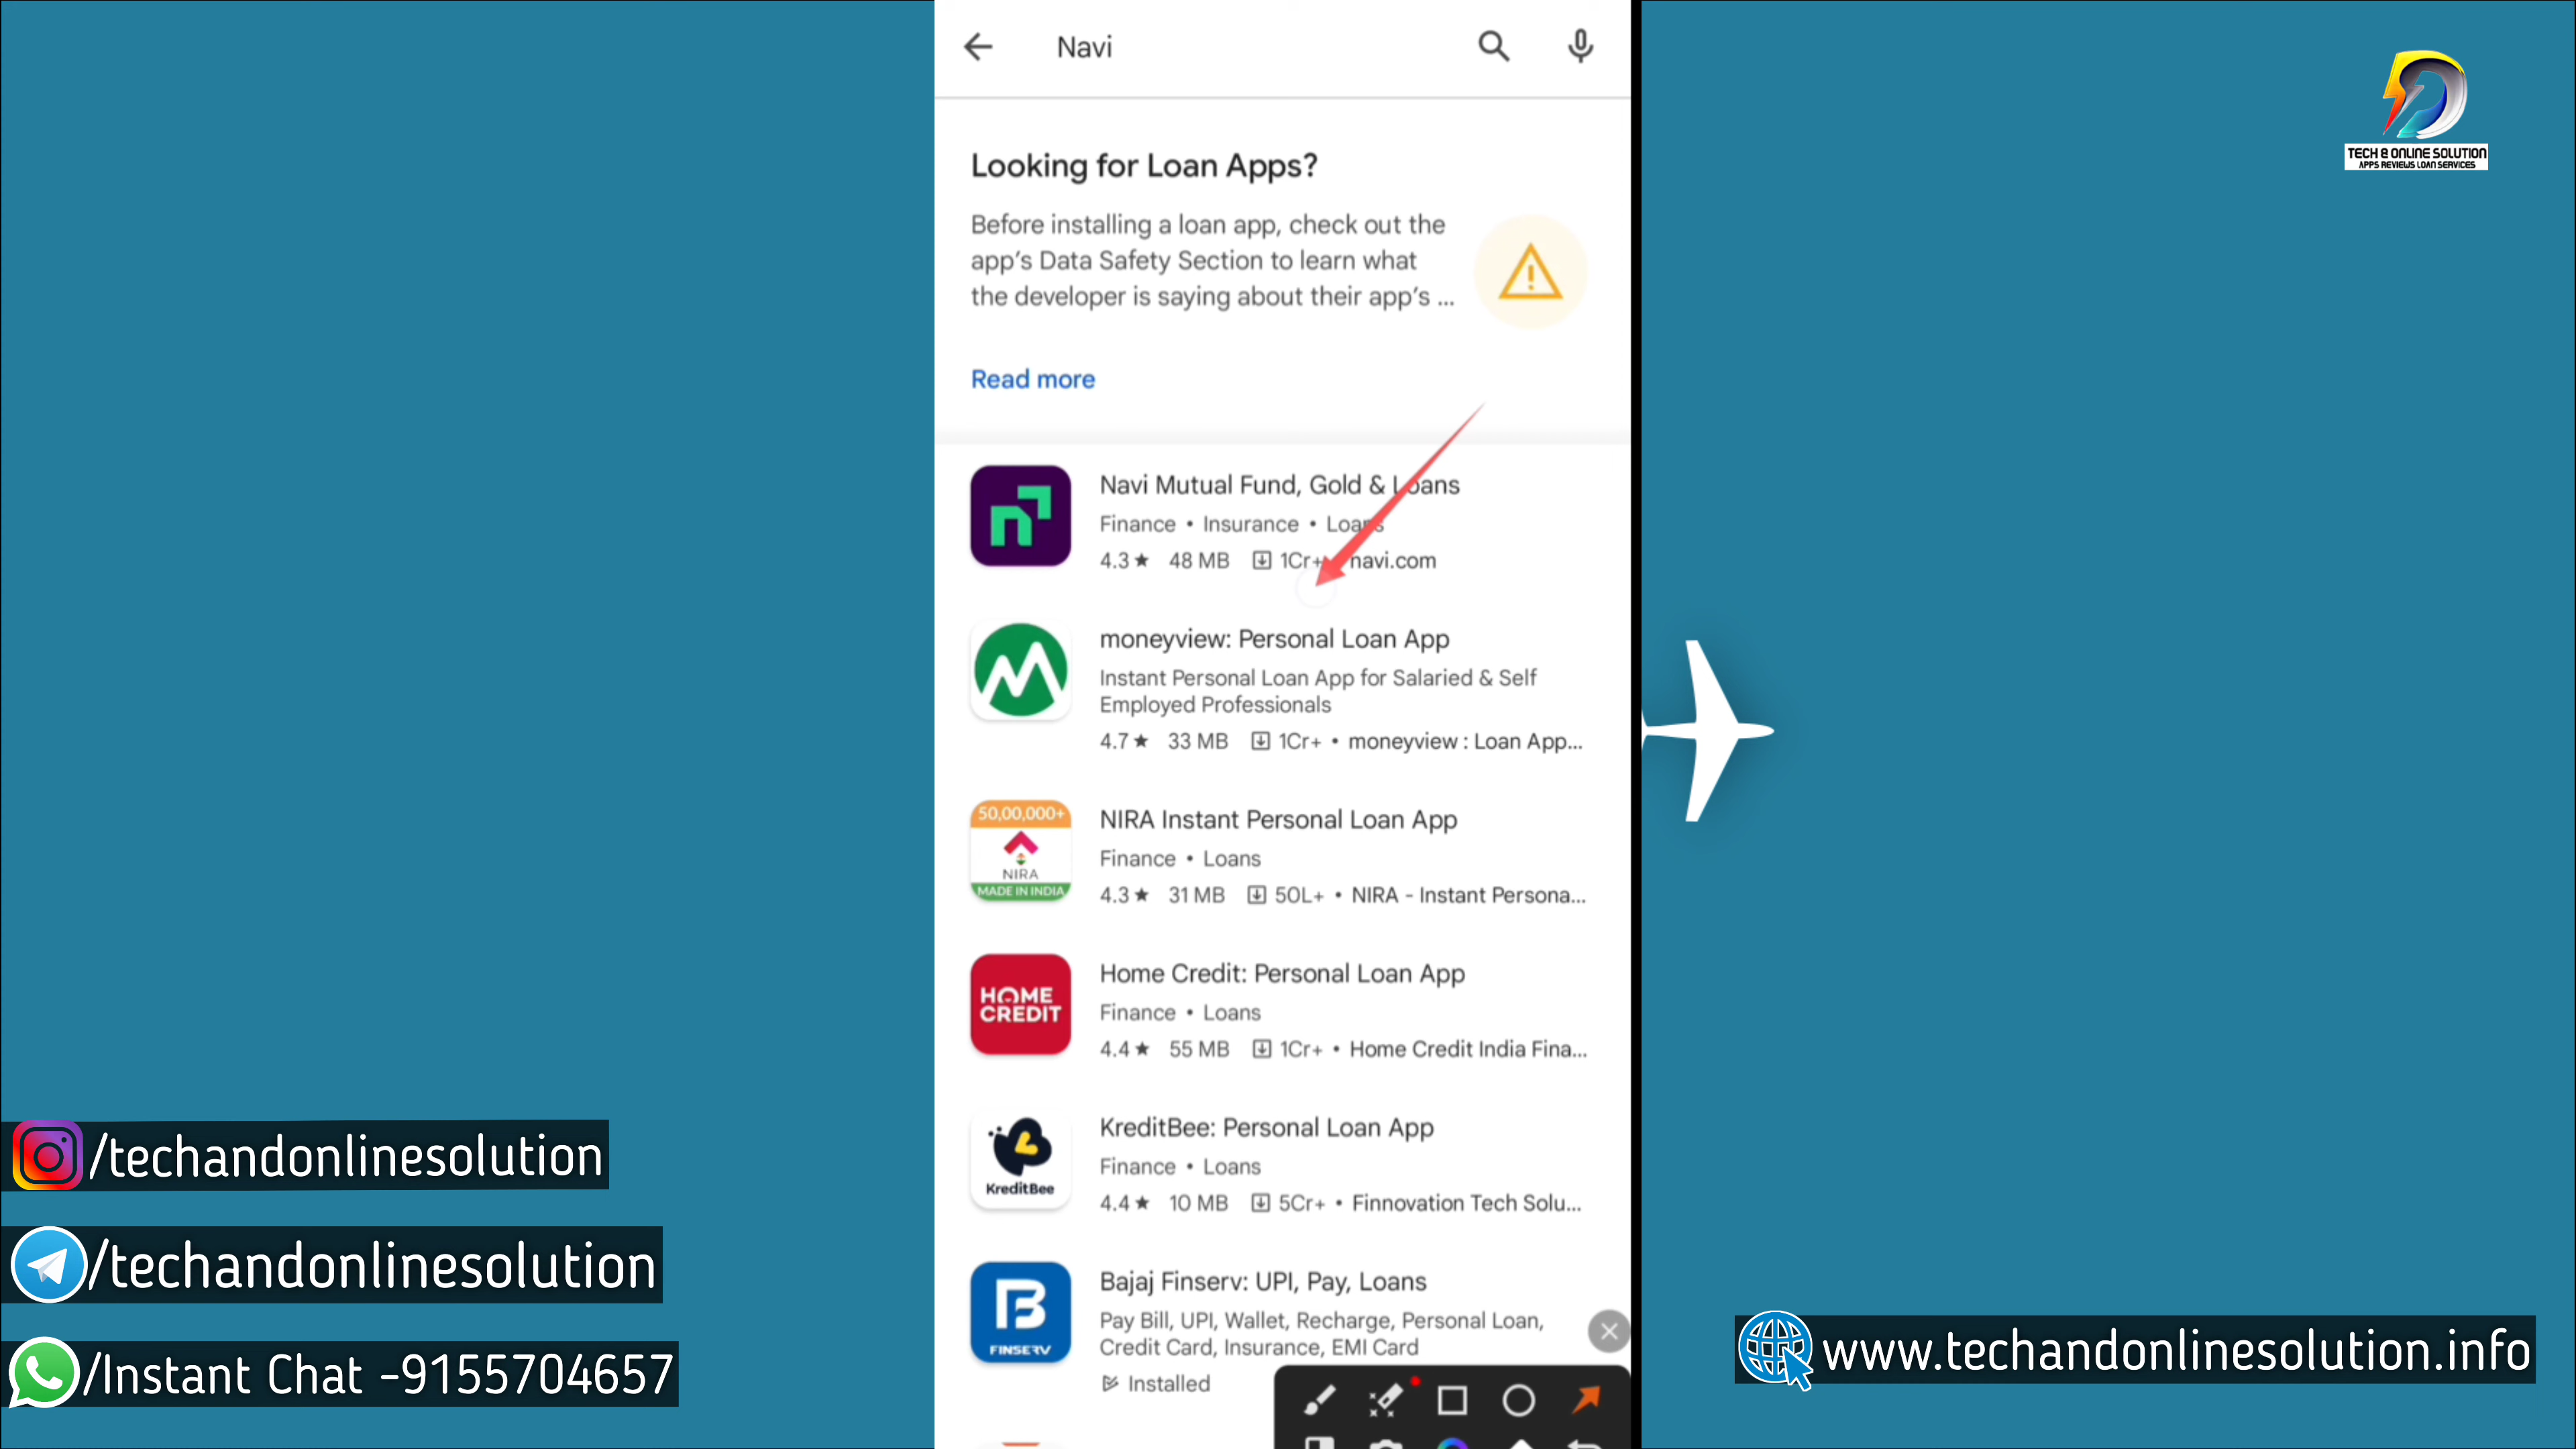 Navi
TECH & ONLINE SOLUTION
APPS REVIEWS LOAN SERVICES
Looking for Loan Apps?
Before installing a loan app, check out the
app's Data Safety Section to learn what
the developer is saying about their app's ...
Read more
Navi Mutual Fund, Gold & Loans
Finance • Insurance • Loans
4.3★ 48 MB 1Cr+ navi.com
moneyview: Personal Loan App
Instant Personal Loan App for Salaried & Self
Employed Professionals
4.7★ 33 MB 1Cr+ • moneyview : Loan App...
50,00,000+
NIRA
MADE IN INDIA
NIRA Instant Personal Loan App
Finance • Loans
4.3★ 31 MB 50L+ • NIRA - Instant Persona...
HOME
CREDIT
Home Credit: Personal Loan App
Finance • Loans
4.4★ 55 MB 1Cr+ • Home Credit India Fina...
KreditBee
KreditBee: Personal Loan App
Finance • Loans
4.4★ 10 MB 5Cr+ • Finnovation Tech Solu...
FINSERV
Bajaj Finserv: UPI, Pay, Loans
Pay Bill, UPI, Wallet, Recharge, Personal Loan,
Credit Card, Insurance, EMI Card
Installed
/techandonlinesolution
/techandonlinesolution
/Instant Chat -9155704657
www.techandonlinesolution.info